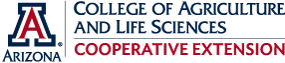 A
ARIZONA
COLLEGE OF AGRICULTURE
AND LIFE SCIENCES
COOPERATIVE EXTENSION